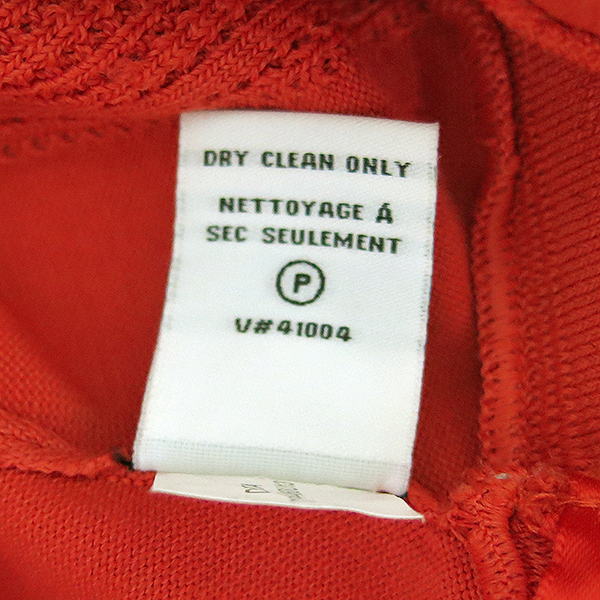 DRY CLEAN ONLY
NETTOYAGE Á
SEC SEULEMENT
P
V#41004